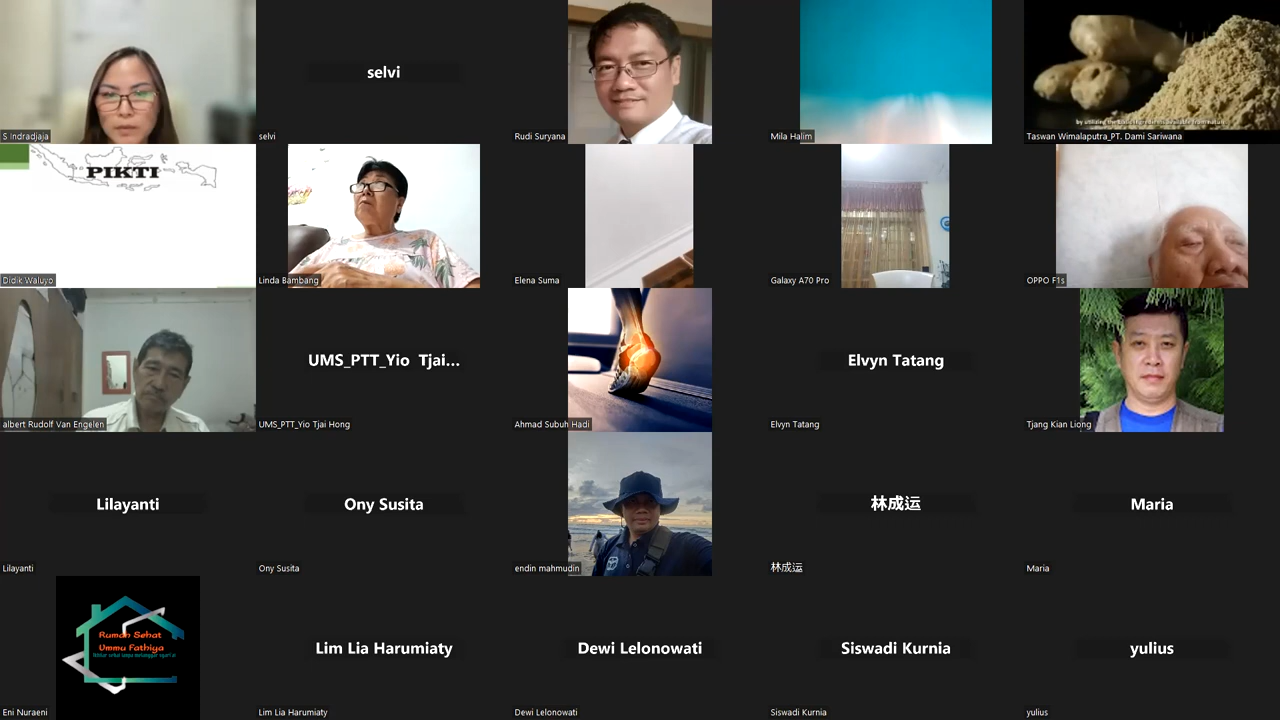 selvi
S Indradjaja
selvi
Rudi Suryana
Mila Halim
Taswan Wimalaputra_PT. Dami Sariwana
PIKTI
Didik Waluyo
Linda Bambang
Elena Suma
Galaxy A70 Pro
OPPO F1s
UMS_PTT_Yio Tjai...
Elvyn Tatang
albert Rudolf Van Engelen
UMS_PTT_Yio Tjai Hong
Ahmad Subuh Hadi
Elvyn Tatang
Tjang Kian Liong
Lilayanti
Ony Susita
林成运
Maria
Lilayanti
Ony Susita
endin mahmudin
林成运
Maria
Rumah Sehat
Ummu Fathiya
Lim Lia Harumiaty
Dewi Lelonowati
Siswadi Kurnia
yulius
Eni Nuraeni
Lim Lia Harumiaty
Dewi Lelonowati
Siswadi Kurnia
yulius